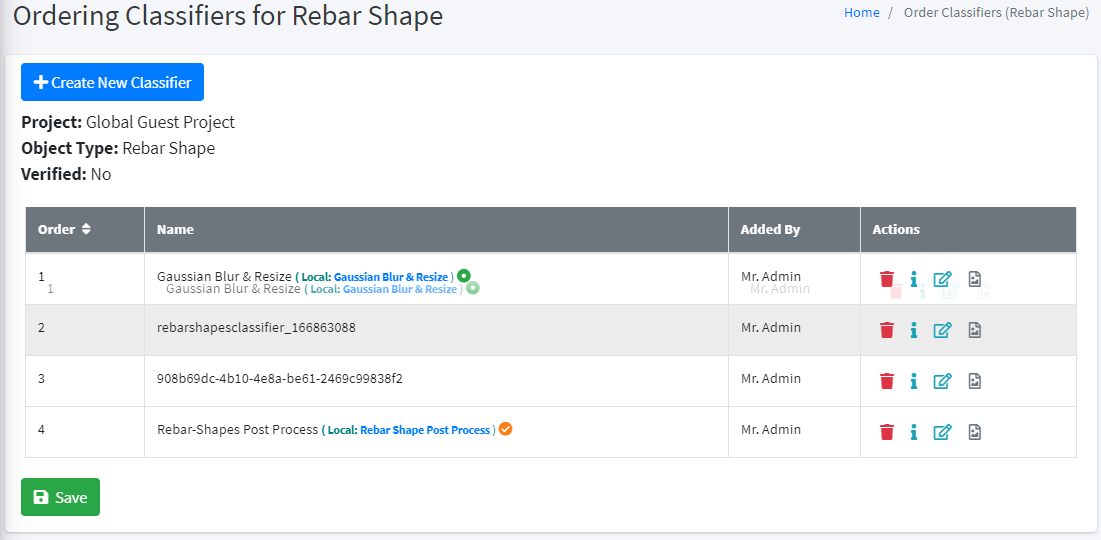 Ordering Classifiers for Rebar Shape
Home / Order Classifiers (Rebar Shape)
Create New Classifier
Project: Global Guest Project
Object Type: Rebar Shape
Verified: No
Order Name Added By Actions
1 Gaussian Blur & Resize ( Local: Gaussian Blur & Resize ) Mr. Admin
1 Gaussian Blur & Resize ( Local: Gaussian Blur & Resize ) Mr. Admin
2 rebarshapesclassifier_166863088 Mr. Admin
3 908b69dc-4b10-4e8a-be61-2469c99838f2 Mr. Admin
4 Rebar-Shapes Post Process ( Local: Rebar Shape Post Process ) Mr. Admin
Save